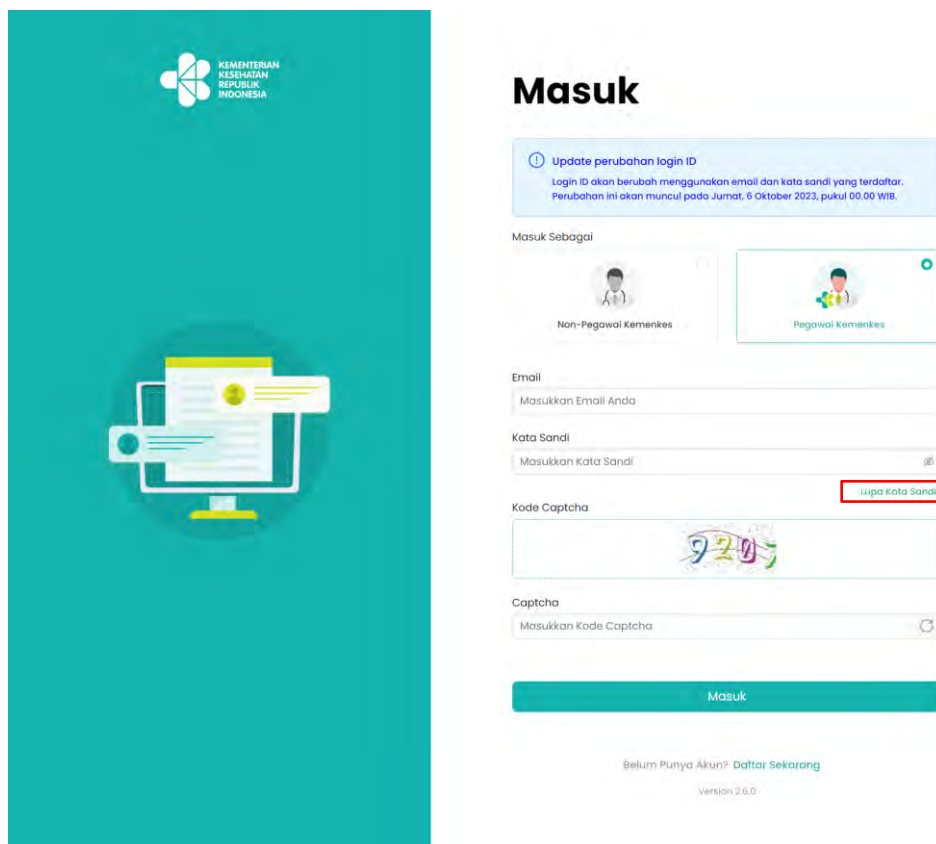 KEMENTERIAN
KESEHATAN
REPUBLIK
INDONESIA
Masuk
Update perubahan login ID
Login ID akan berubah menggunakan email dan kata sandi yang terdaftar.
Perubahan ini akan muncul pada Jumat, 6 Oktober 2023, pukul 00.00 WIB.
Masuk Sebagai
Non-Pegawai Kemenkes
Pegawai Kemenkes
Email
Masukkan Email Anda
Kata Sandi
Masukkan Kata Sandi
Lupa Kata Sandi
Kode Captcha
Captcha
Masukkan Kode Captcha
Masuk
Belum Punya Akun? Daftar Sekarang
version 2.6.0